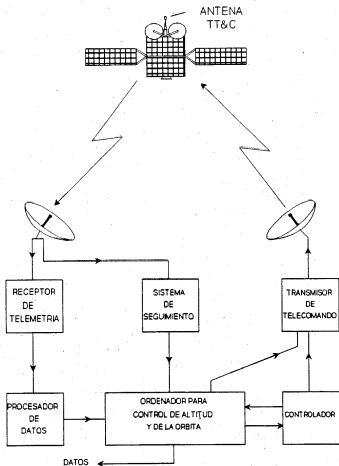 ANTENA
TT&C
RECEPTOR
DE
TELEMETRIA
SISTEMA
DE
SEGUIMIENTO
TRANSMISOR
DE
TELECOMANDO
PROCESADOR
DE
DATOS
ORDENADOR PARA
CONTROL DE ALTITUD
Y DE LA ORBITA
CONTROLADOR
DATOS